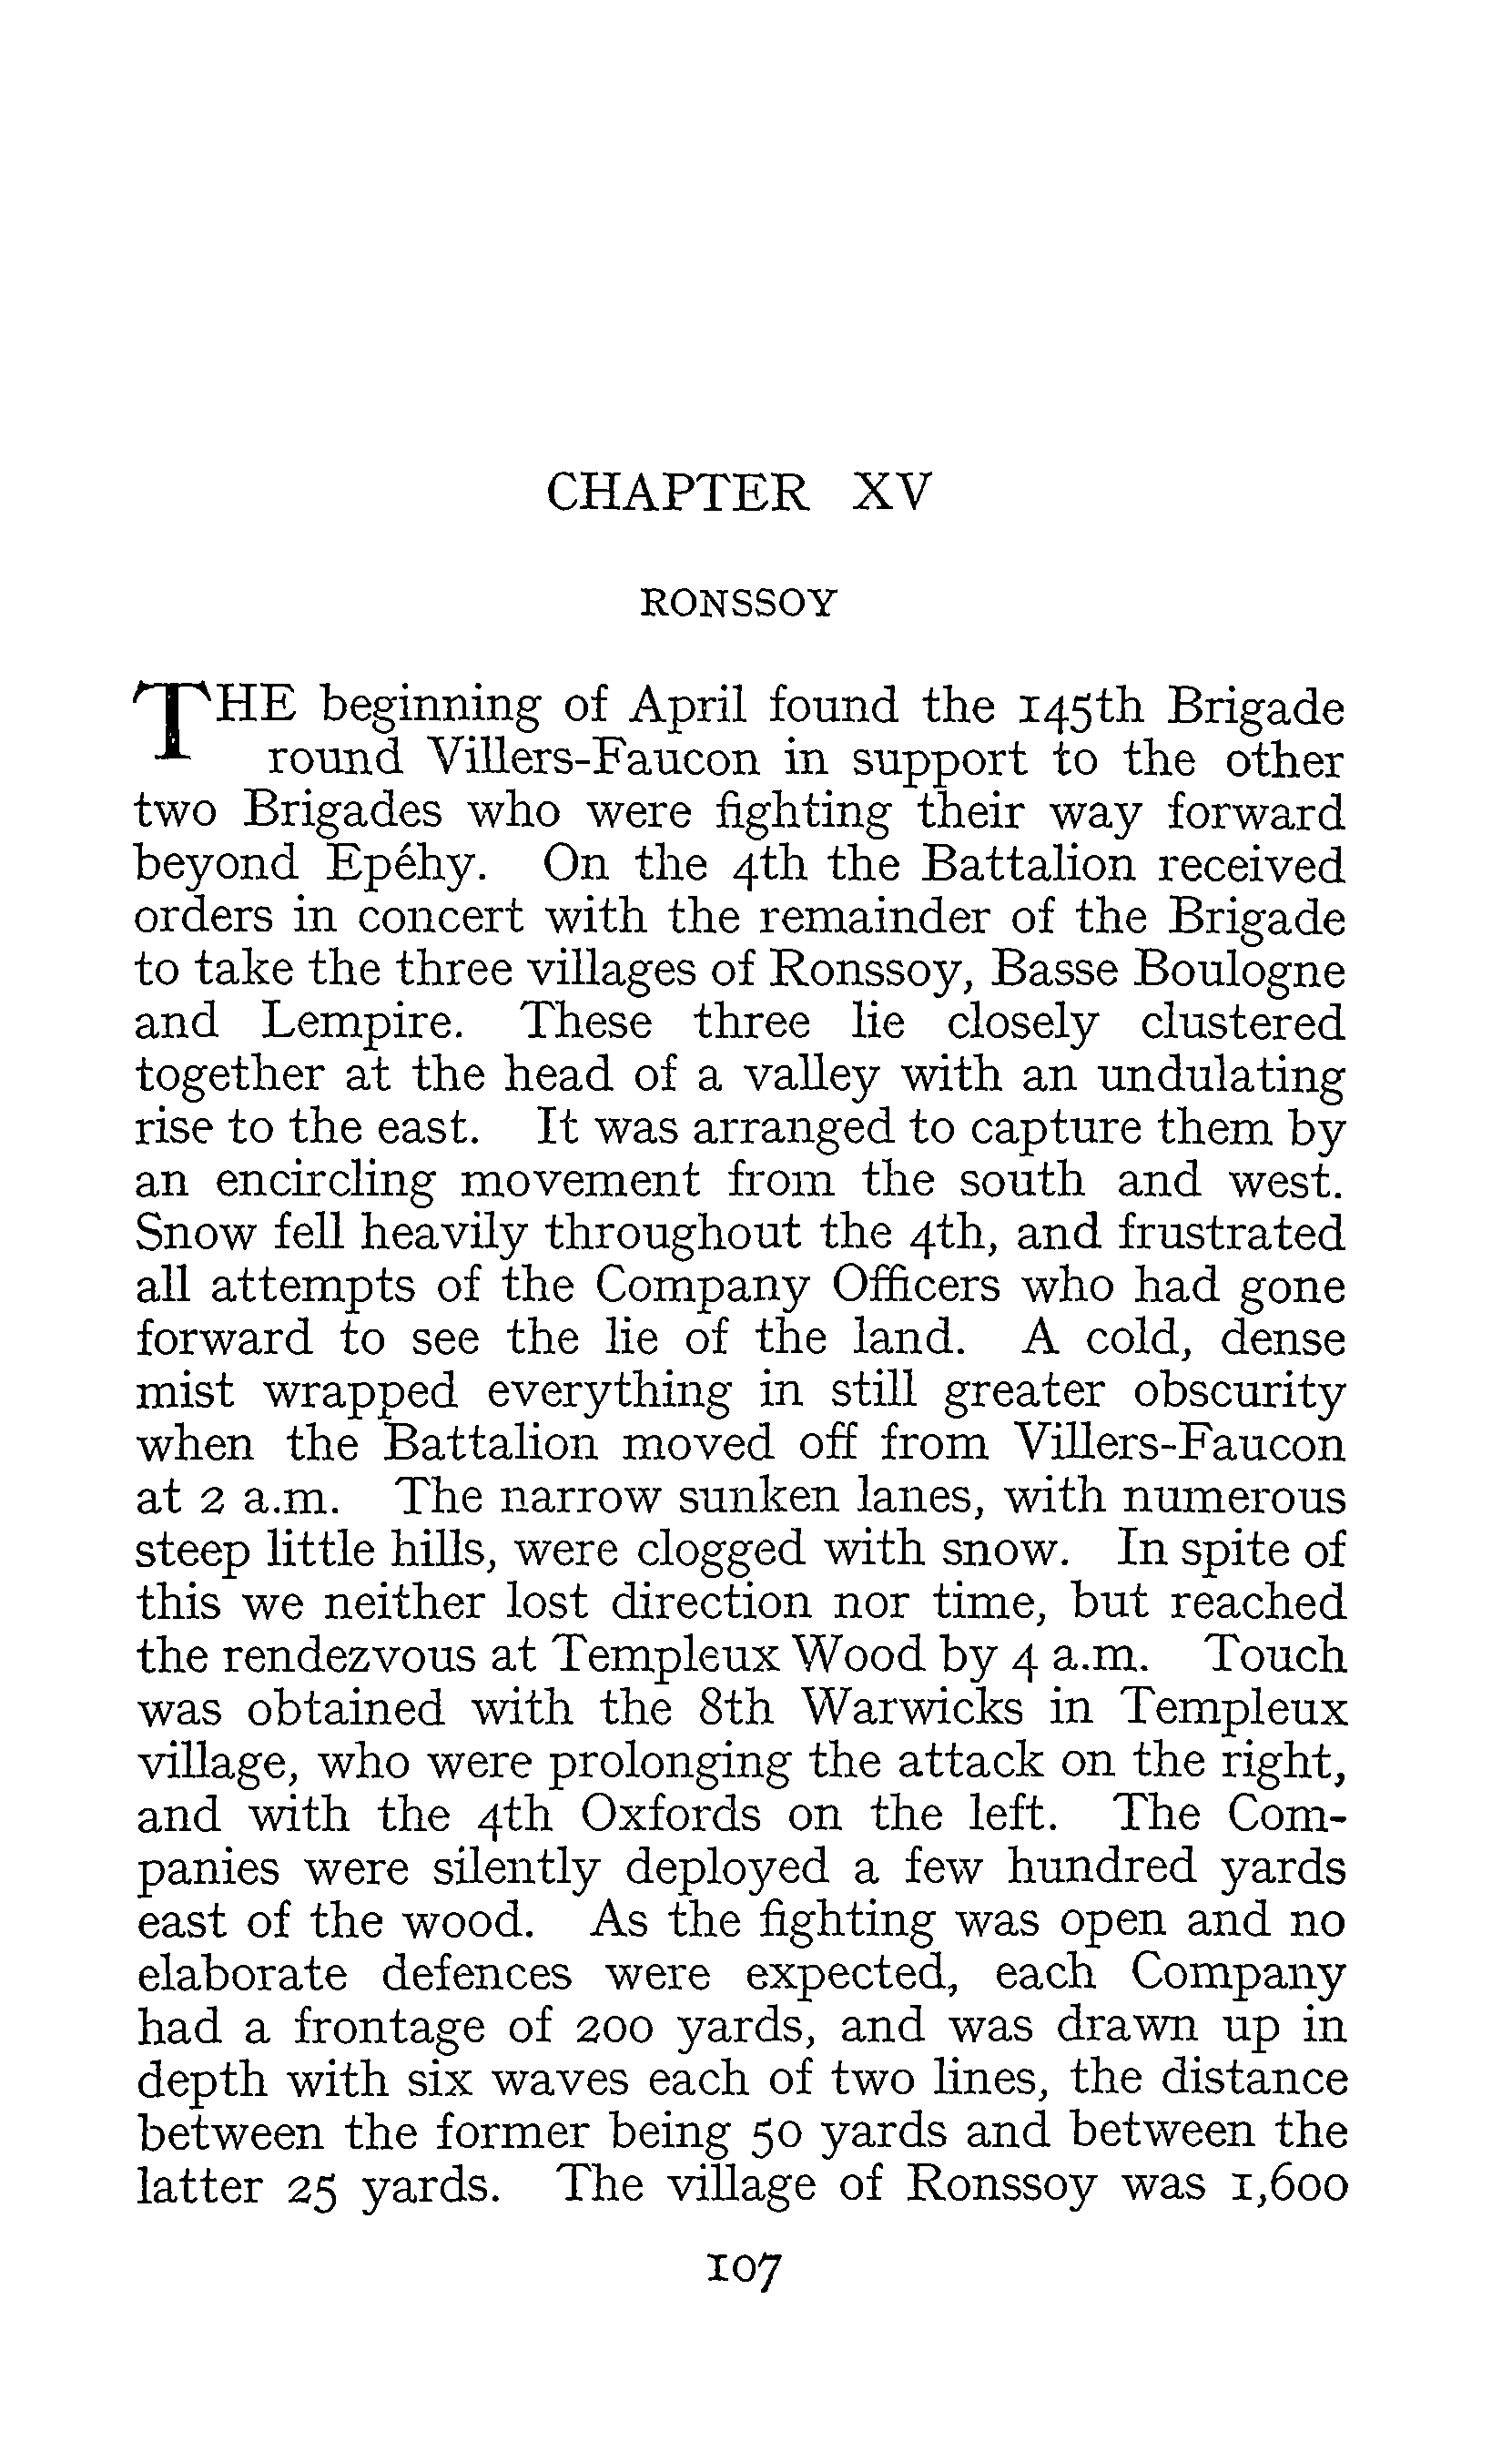 CHAPTER XV
RONSSOY
THE beginning of April found the 145th Brigade
round Villers-Faucon in support to the other
two Brigades who were fighting their way forward
beyond Epéhy. On the 4th the Battalion received
orders in concert with the remainder of the Brigade
to take the three villages of Ronssoy, Basse Boulogne
and Lempire. These three lie closely clustered
together at the head of a valley with an undulating
rise to the east. It was arranged to capture them by
an encircling movement from the south and west.
Snow fell heavily throughout the 4th, and frustrated
all attempts of the Company Officers who had gone
forward to see the lie of the land. A cold, dense
mist wrapped everything in still greater obscurity
when the Battalion moved off from Villers-Faucon
at 2 a.m. The narrow sunken lanes, with numerous
steep little hills, were clogged with snow. In spite of
this we neither lost direction nor time, but reached
the rendezvous at Templeux Wood by 4 a.m. Touch
was obtained with the 8th Warwicks in Templeux
village, who were prolonging the attack on the right,
and with the 4th Oxfords on the left. The Com-
panies were silently deployed a few hundred yards
east of the wood. As the fighting was open and no
elaborate defences were expected, each Company
had a frontage of 200 yards, and was drawn up in
depth with six waves each of two lines, the distance
between the former being 50 yards and between the
latter 25 yards. The village of Ronssoy was 1,600
107